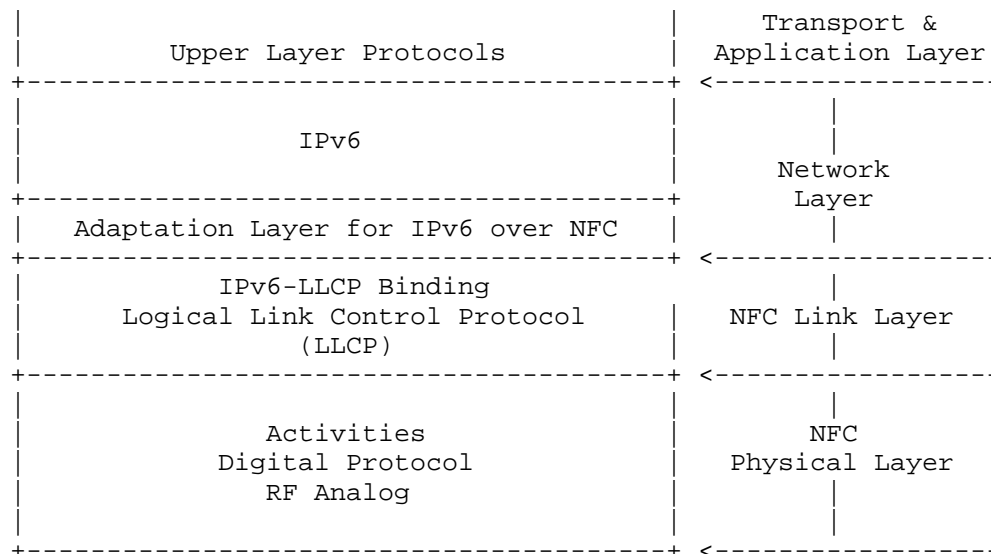 Transport &
Upper Layer Protocols Application Layer
IPv6
Network
Layer
Adaptation Layer for IPv6 over NFC
IPv6-LLCP Binding
Logical Link Control Protocol NFC Link Layer
(LLCP)
Activities NFC
Digital Protocol Physical Layer
RF Analog